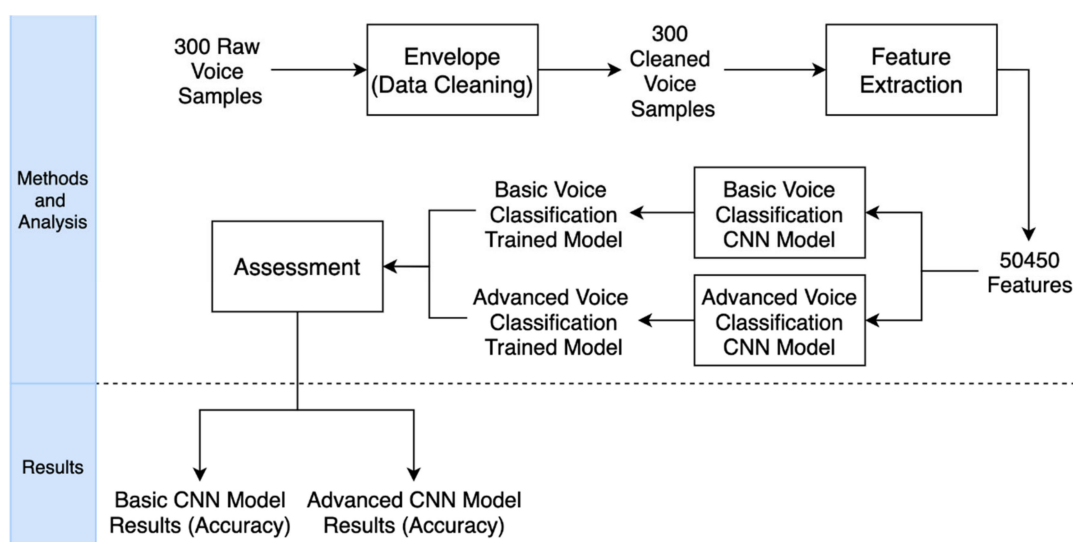 Methods
and
Analysis
300 Raw
Voice
Samples
Envelope
(Data Cleaning)
300
Cleaned
Voice
Samples
Feature
Extraction
50450
Features
Basic Voice
Classification
CNN Model
Advanced Voice
Classification
CNN Model
Basic Voice
Classification
Trained Model
Advanced Voice
Classification
Trained Model
Assessment
Results
Basic CNN Model
Results (Accuracy)
Advanced CNN Model
Results (Accuracy)